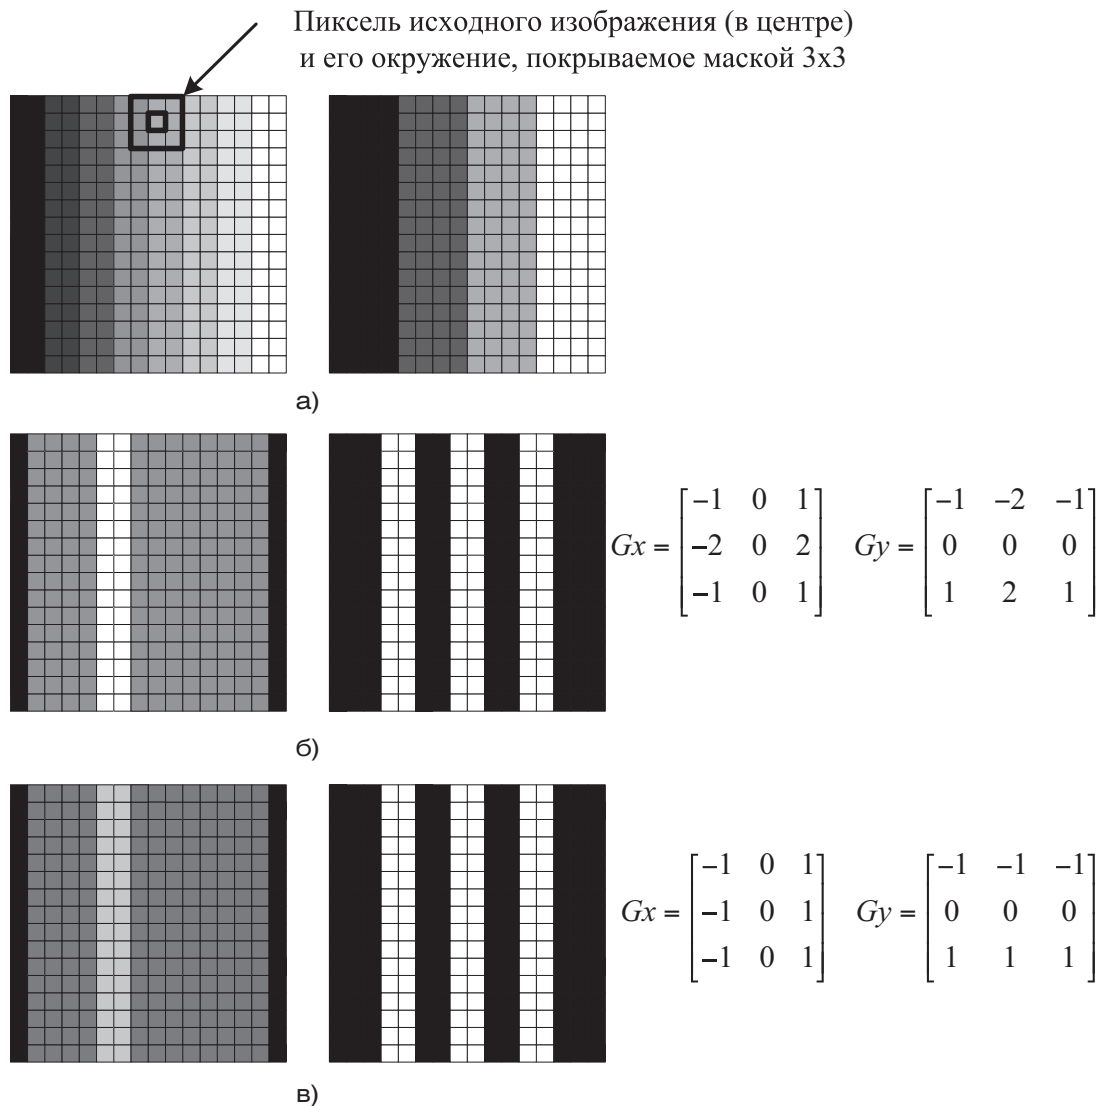 Пиксель исходного изображения (в центре)
и его окружение, покрываемое маской 3х3
а)
б)
Gx = [ −1 0 1
−2 0 2
−1 0 1 ]
Gy = [ −1 −2 −1
0 0 0
1 2 1 ]
в)
Gx = [ −1 0 1
−1 0 1
−1 0 1 ]
Gy = [ −1 −1 −1
0 0 0
1 1 1 ]